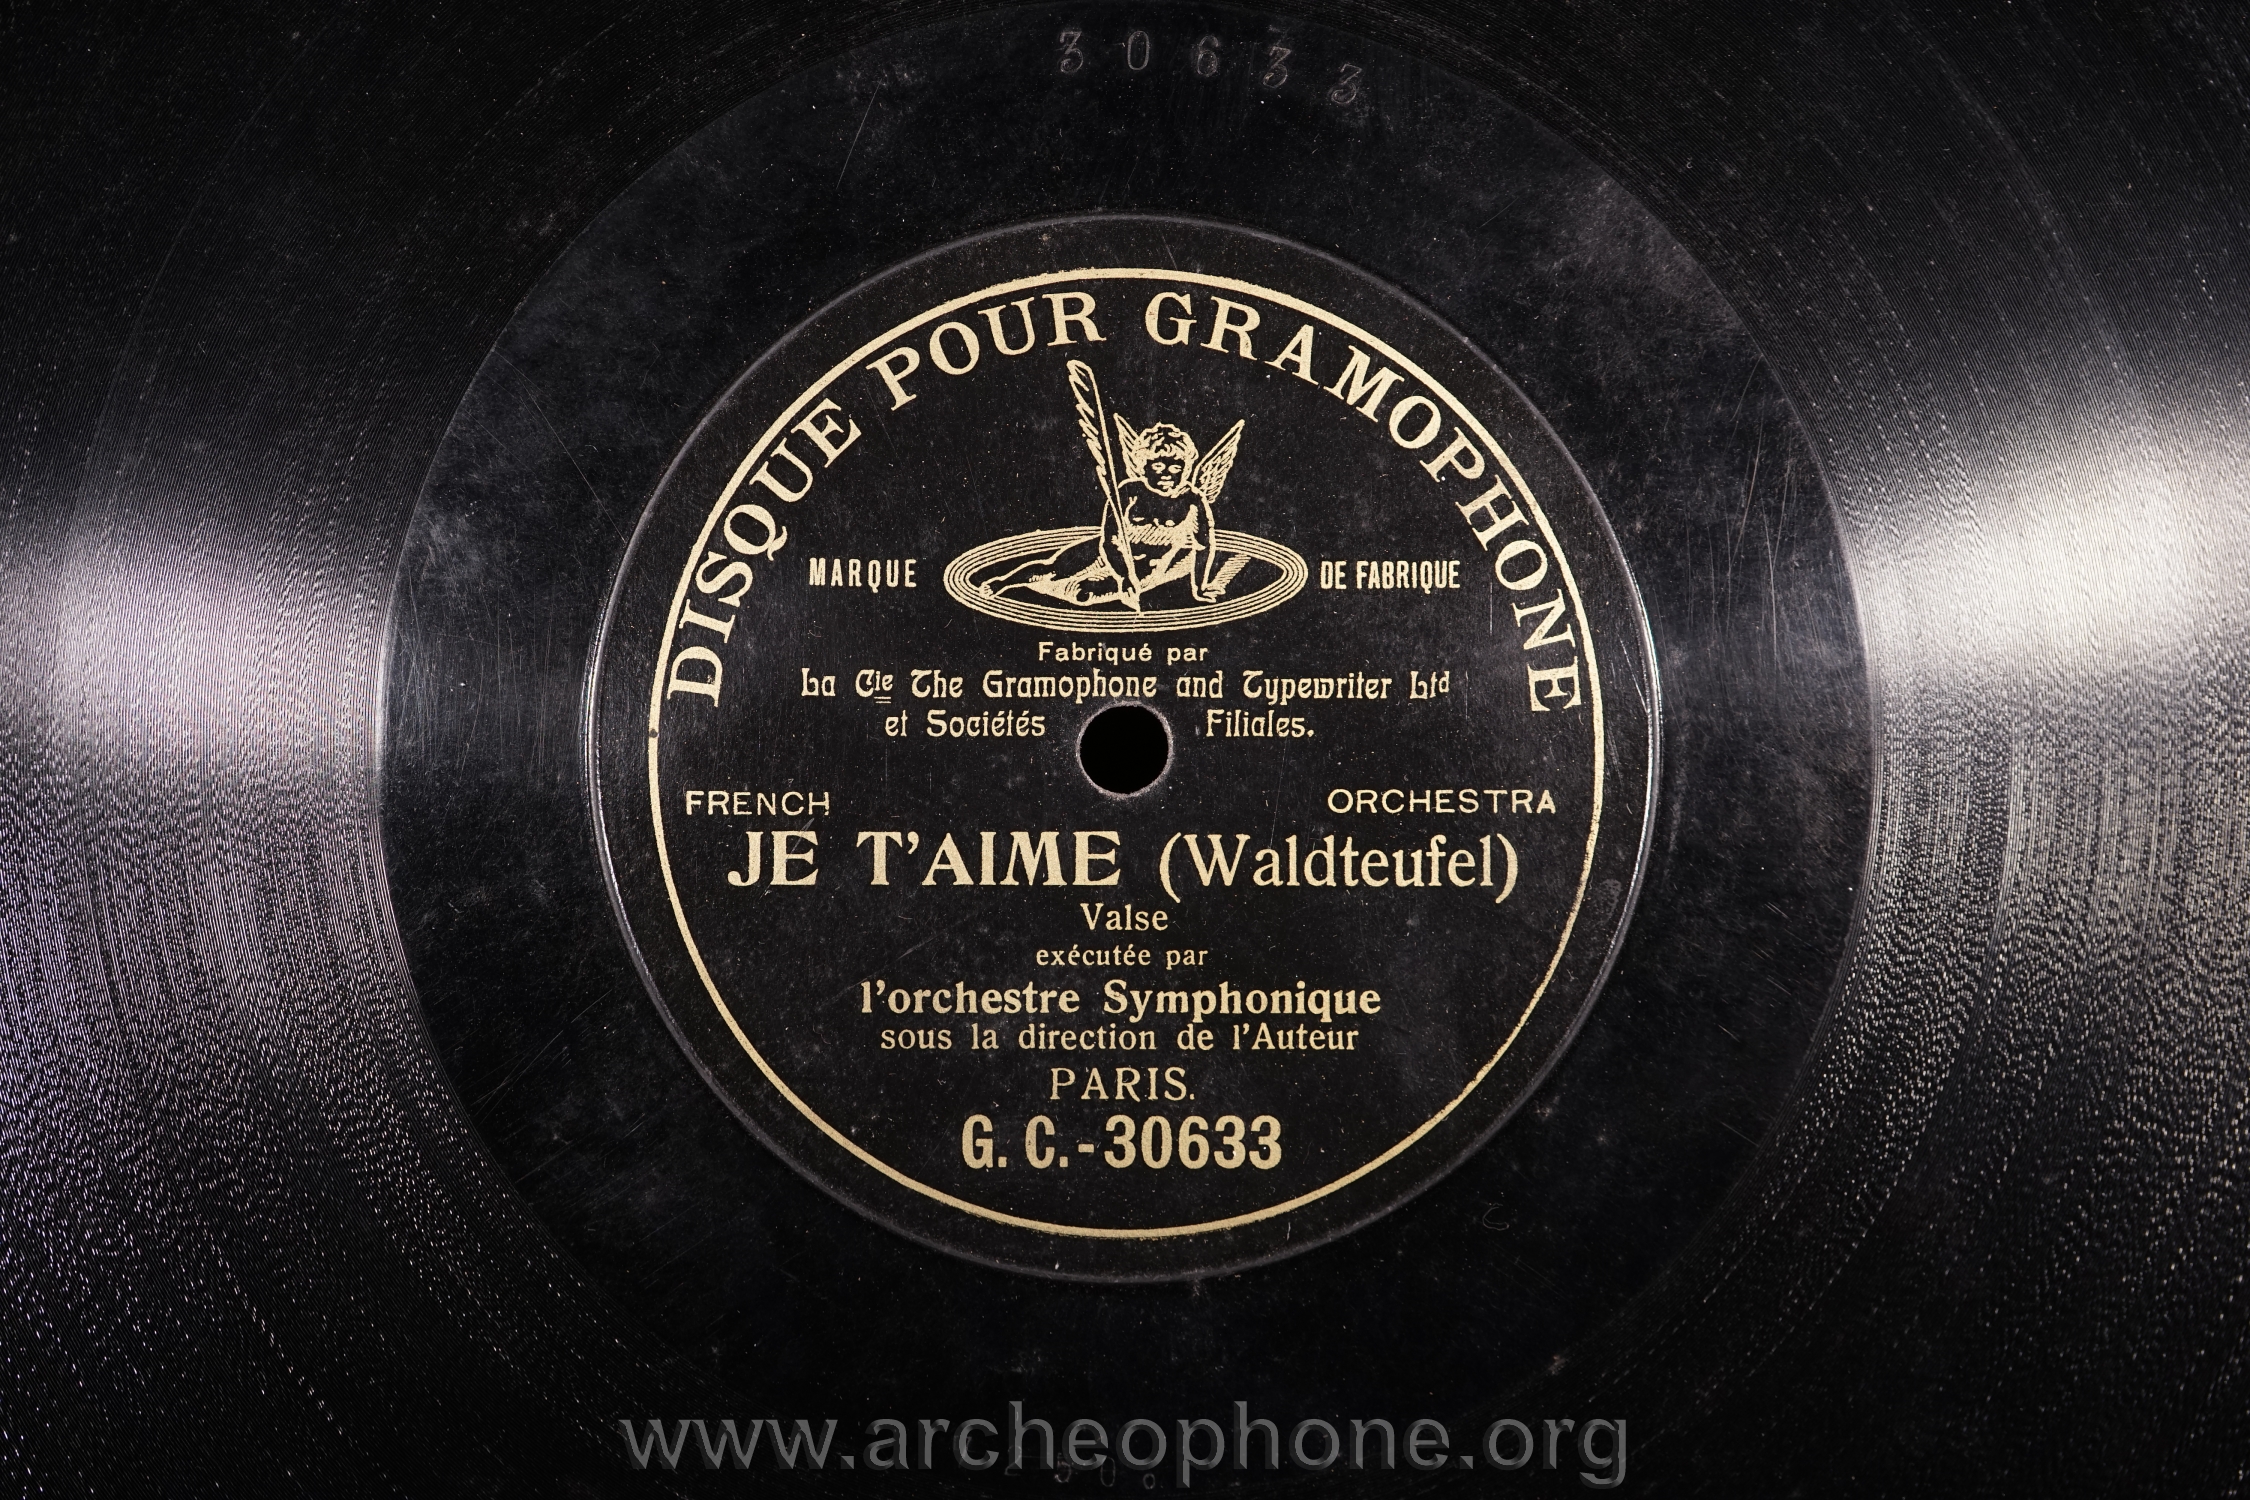 30633
DISQUE POUR GRAMOPHONE
MARQUE DE FABRIQUE
Fabriqué par
La Cie The Gramophone and Typewriter Ltd
et Sociétés Filiales.
FRENCH ORCHESTRA
JE T'AIME (Waldteufel)
Valse
exécutée par
l'orchestre Symphonique
sous la direction de l'Auteur
PARIS.
G. C.-30633
www.archeophone.org